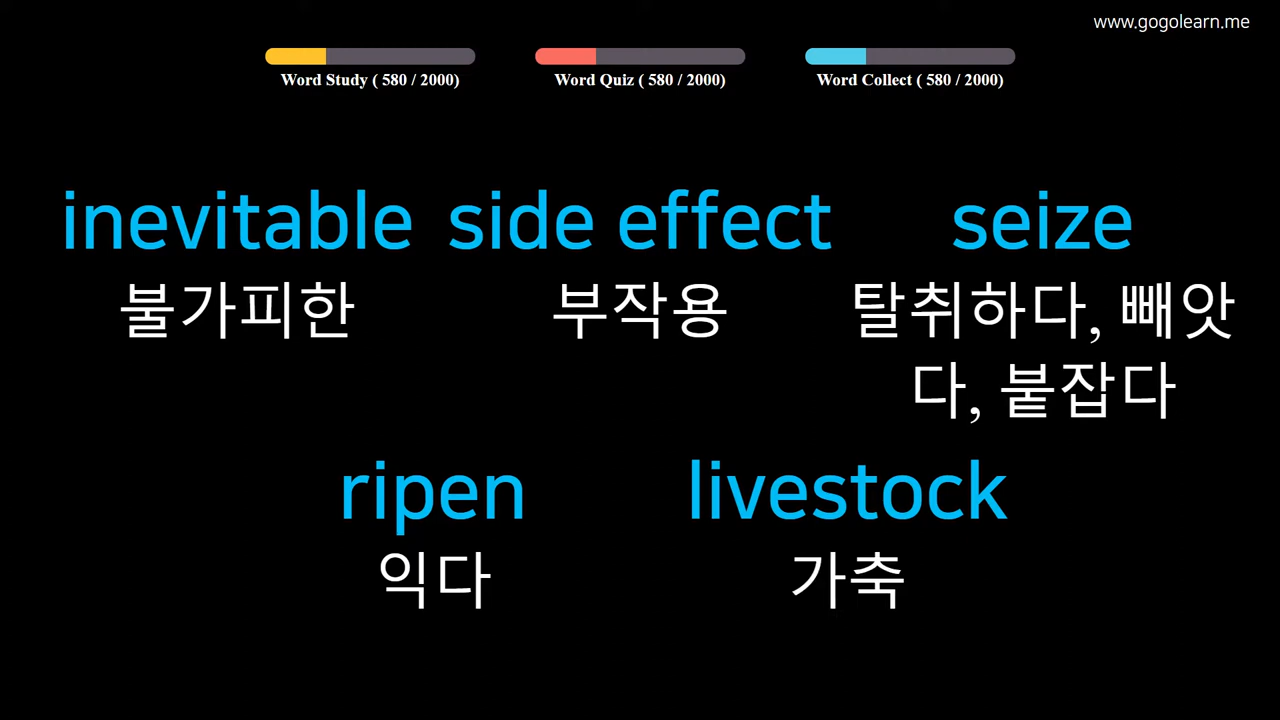 www.gogolearn.me
Word Study ( 580 / 2000)
Word Quiz ( 580 / 2000)
Word Collect ( 580 / 2000)
inevitable
불가피한
side effect
부작용
seize
탈취하다, 빼앗
다, 붙잡다
ripen
익다
livestock
가축